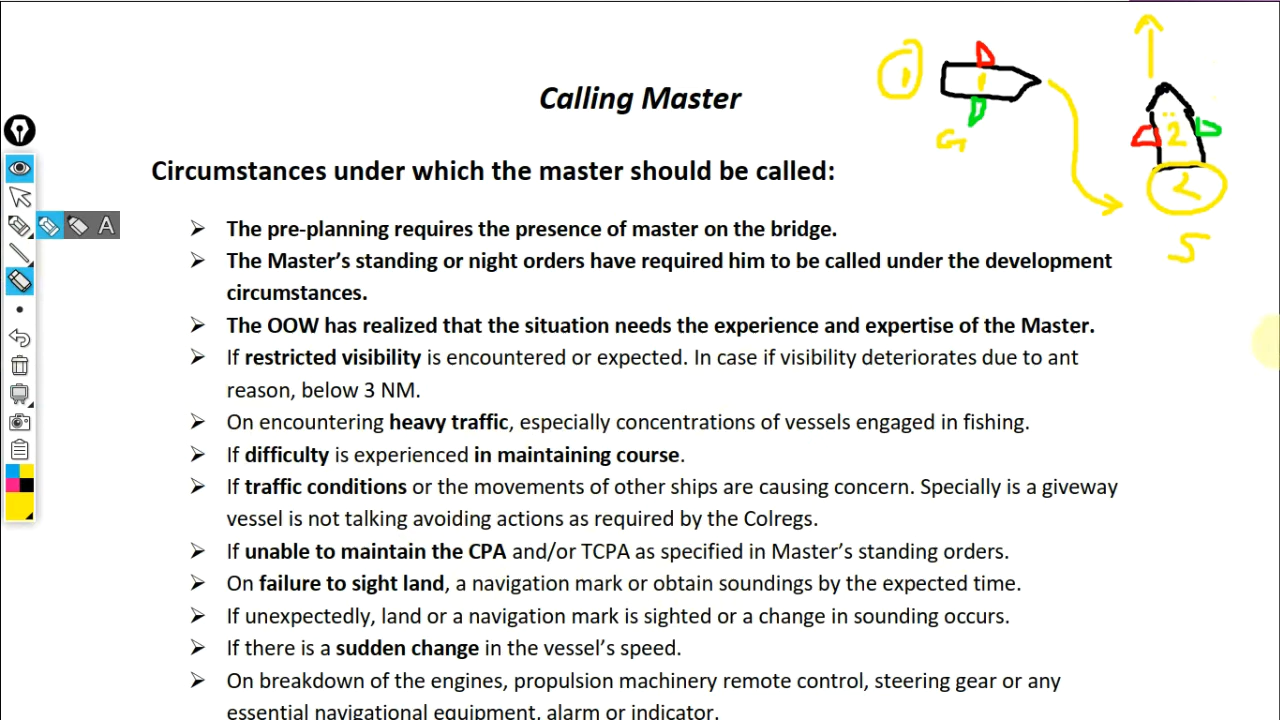 1
1
G
2
2
S
A
Calling Master
Circumstances under which the master should be called:
➢ The pre-planning requires the presence of master on the bridge.
➢ The Master’s standing or night orders have required him to be called under the development
circumstances.
➢ The OOW has realized that the situation needs the experience and expertise of the Master.
➢ If restricted visibility is encountered or expected. In case if visibility deteriorates due to ant
reason, below 3 NM.
➢ On encountering heavy traffic, especially concentrations of vessels engaged in fishing.
➢ If difficulty is experienced in maintaining course.
➢ If traffic conditions or the movements of other ships are causing concern. Specially is a giveway
vessel is not talking avoiding actions as required by the Colregs.
➢ If unable to maintain the CPA and/or TCPA as specified in Master’s standing orders.
➢ On failure to sight land, a navigation mark or obtain soundings by the expected time.
➢ If unexpectedly, land or a navigation mark is sighted or a change in sounding occurs.
➢ If there is a sudden change in the vessel’s speed.
➢ On breakdown of the engines, propulsion machinery remote control, steering gear or any
essential navigational equipment, alarm or indicator.